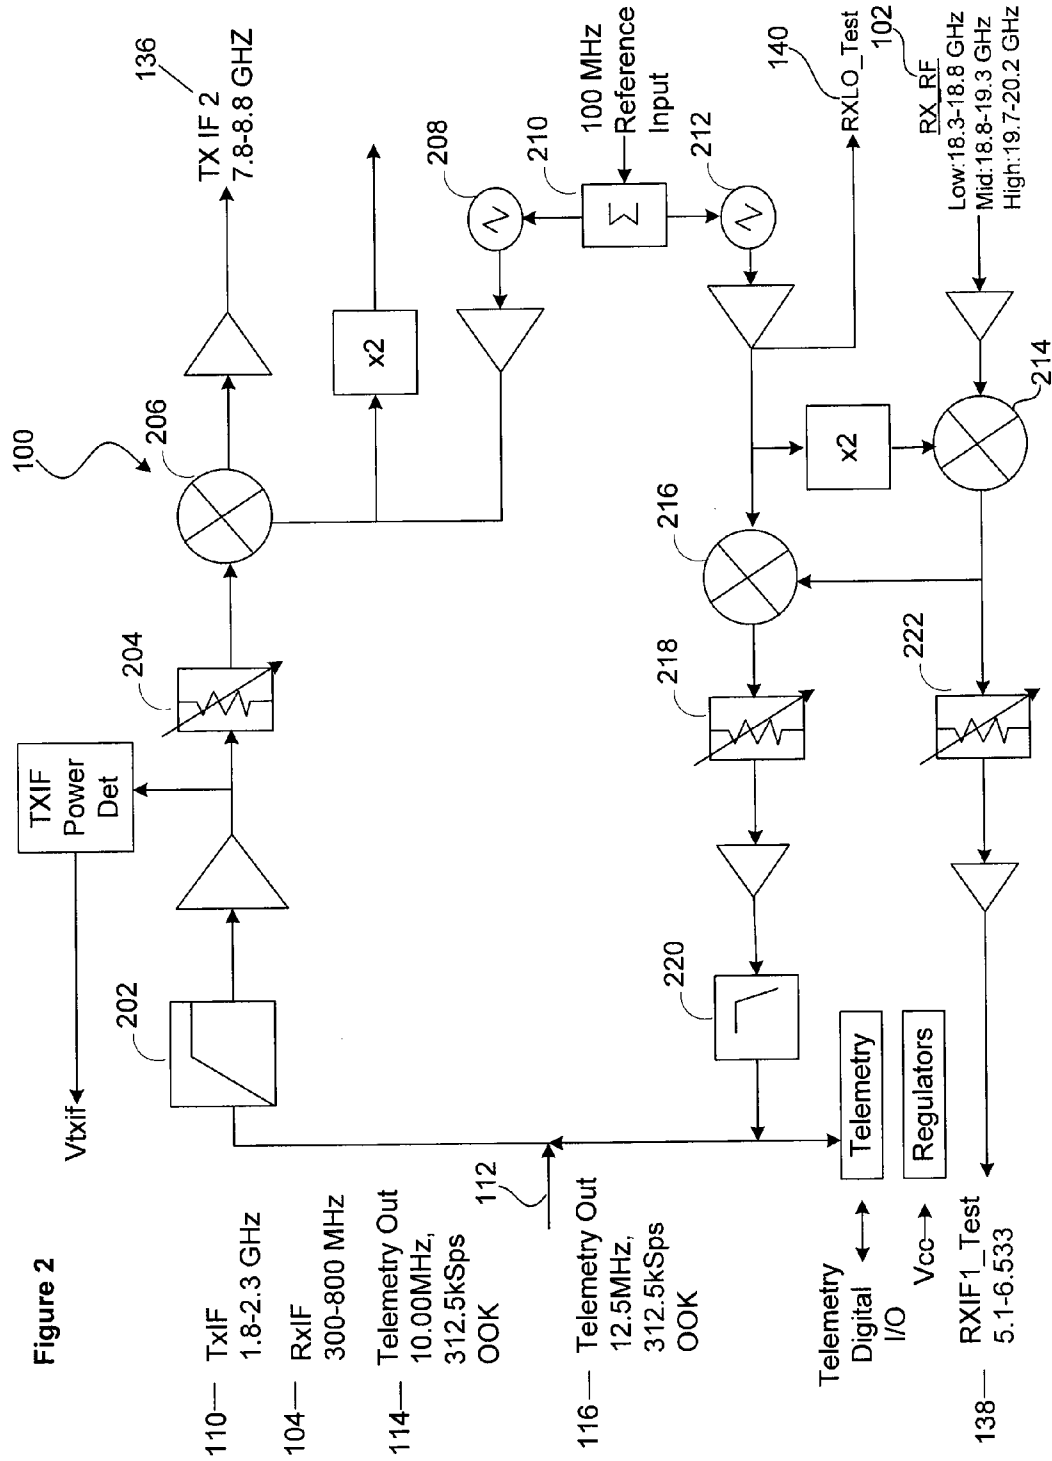 Figure 2
110
TxIF
1.8-2.3 GHz
104
RxIF
300-800 MHz
114
Telemetry Out
10.00MHz,
312.5kSps
OOK
116
Telemetry Out
12.5MHz,
312.5kSps
OOK
Telemetry
Digital
I/O
Vcc
138
RXIF1_Test
5.1-6.533
Vtxif
112
Telemetry
Regulators
202
220
TXIF
Power
Det
204
218
222
100
206
216
x2
x2
214
136
TX IF 2
7.8-8.8 GHZ
208
210
100 MHz
Reference
Input
212
140
RXLO_Test
102
RX_RF
Low:18.3-18.8 GHz
Mid:18.8-19.3 GHz
High:19.7-20.2 GHz
Σ